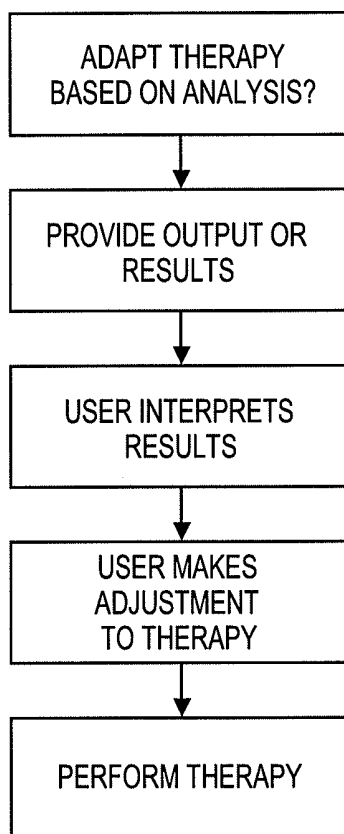 ADAPT THERAPY
BASED ON ANALYSIS?
PROVIDE OUTPUT OR
RESULTS
USER INTERPRETS
RESULTS
USER MAKES
ADJUSTMENT
TO THERAPY
PERFORM THERAPY